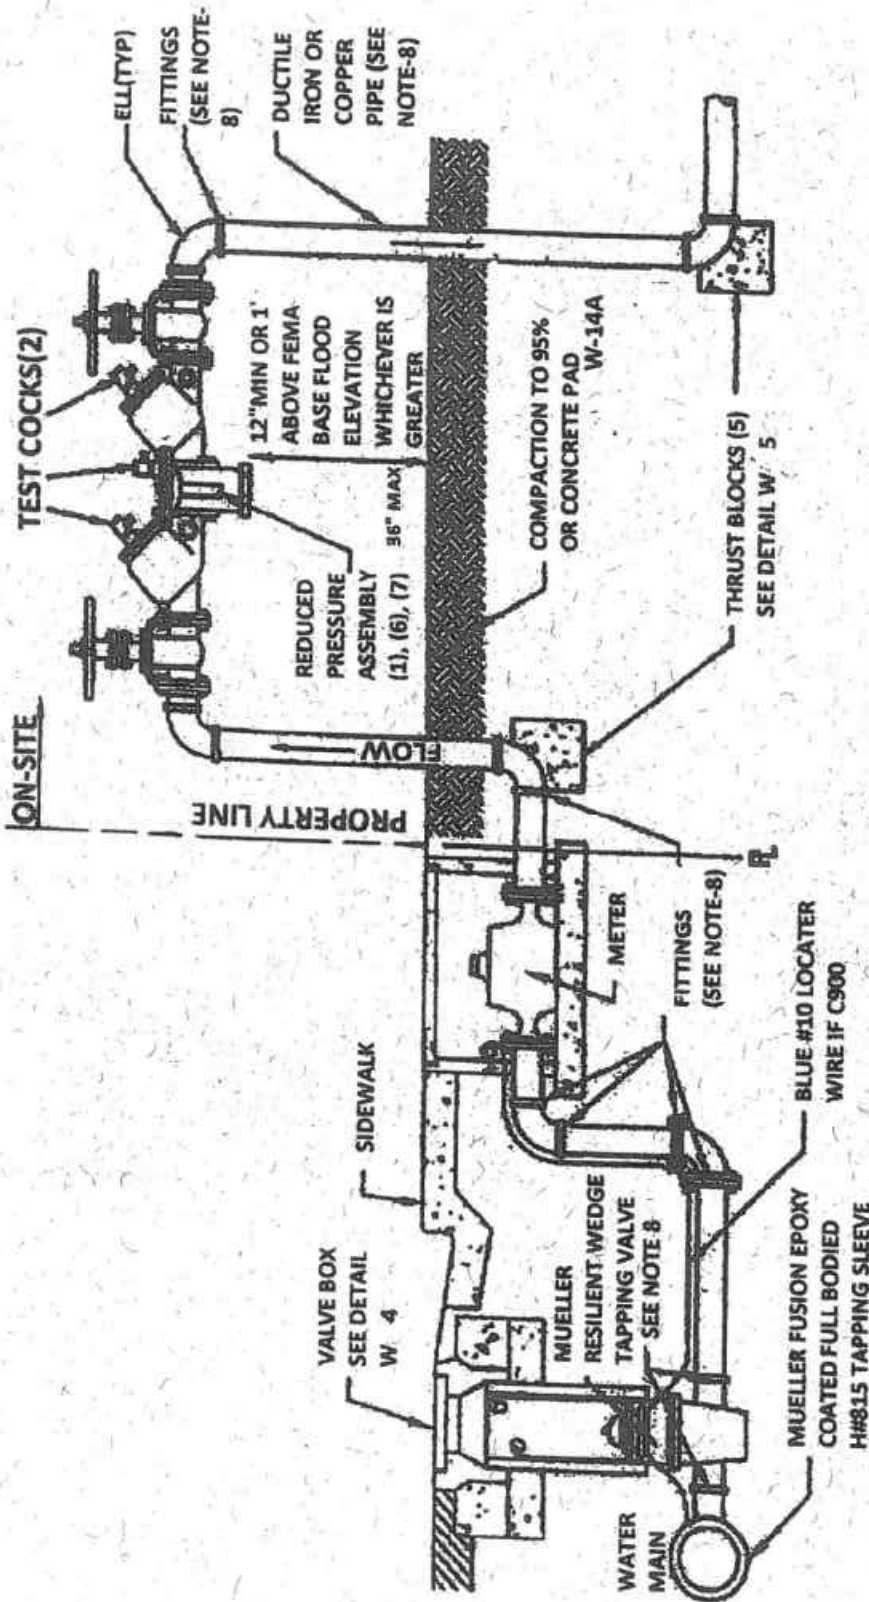 ON-SITE
PROPERTY LINE
TEST COCKS(2)
ELL(TYP)
FITTINGS
(SEE NOTE-
8)
DUCTILE
IRON OR
COPPER
PIPE (SEE
NOTE-8)
12"MIN OR 1'
ABOVE FEMA
BASE FLOOD
ELEVATION
WHICHEVER IS
GREATER
36" MAX
REDUCED
PRESSURE
ASSEMBLY
(1), (6), (7)
FLOW
COMPACTION TO 95%
OR CONCRETE PAD
W-14A
THRUST BLOCKS (5)
SEE DETAIL W 5
VALVE BOX
SEE DETAIL
W 4
SIDEWALK
METER
FITTINGS
(SEE NOTE-8)
PL
MUELLER
RESILIENT WEDGE
TAPPING VALVE
SEE NOTE 8
WATER
MAIN
BLUE #10 LOCATER
WIRE IF C900
MUELLER FUSION EPOXY
COATED FULL BODIED
H#815 TAPPING SLEEVE